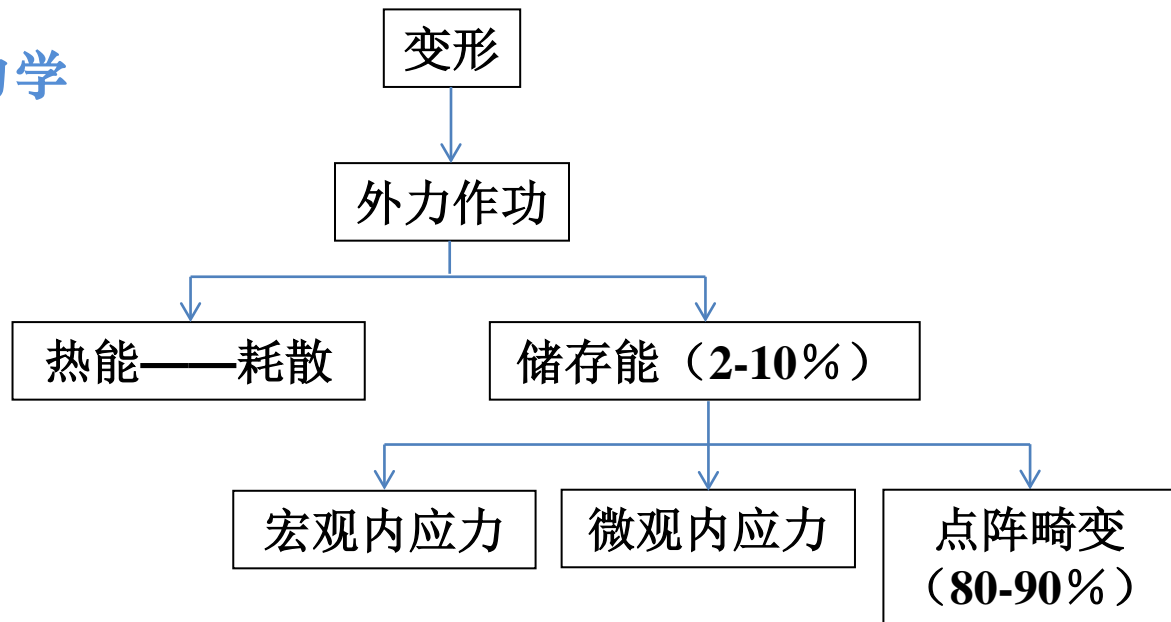 力学
变形
外力作功
热能——耗散
储存能（2-10％）
宏观内应力
微观内应力
点阵畸变
（80-90％）